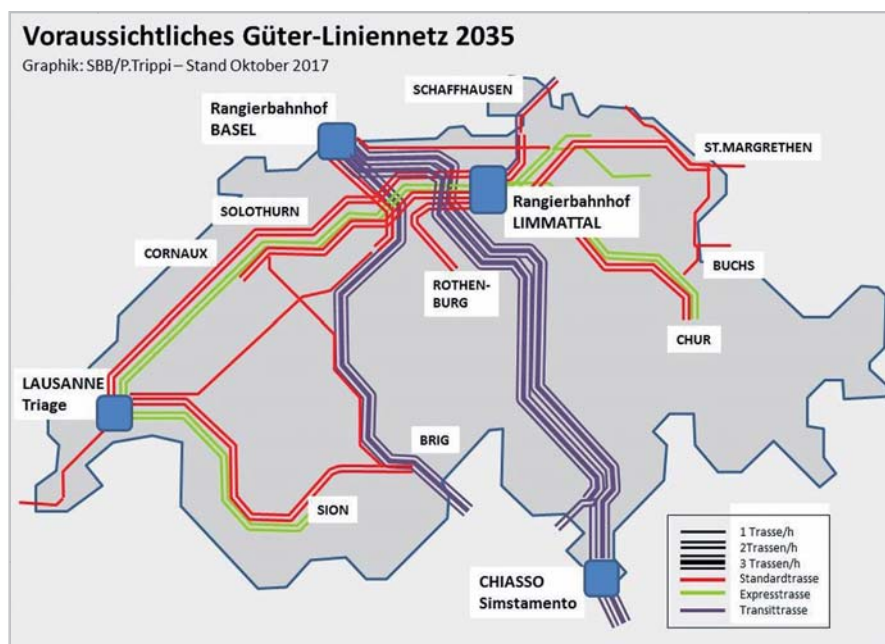 Voraussichtliches Güter-Liniennetz 2035
Graphik: SBB/P.Trippi – Stand Oktober 2017
SCHAFFHAUSEN
Rangierbahnhof
BASEL
ST.MARGRETHEN
Rangierbahnhof
LIMMATTAL
SOLOTHURN
CORNAUX
BUCHS
ROTHEN-
BURG
CHUR
LAUSANNE
Triage
BRIG
SION
CHIASSO
Simstamento
1 Trasse/h
2Trassen/h
3 Trassen/h
Standardtrasse
Expresstrasse
Transittrasse